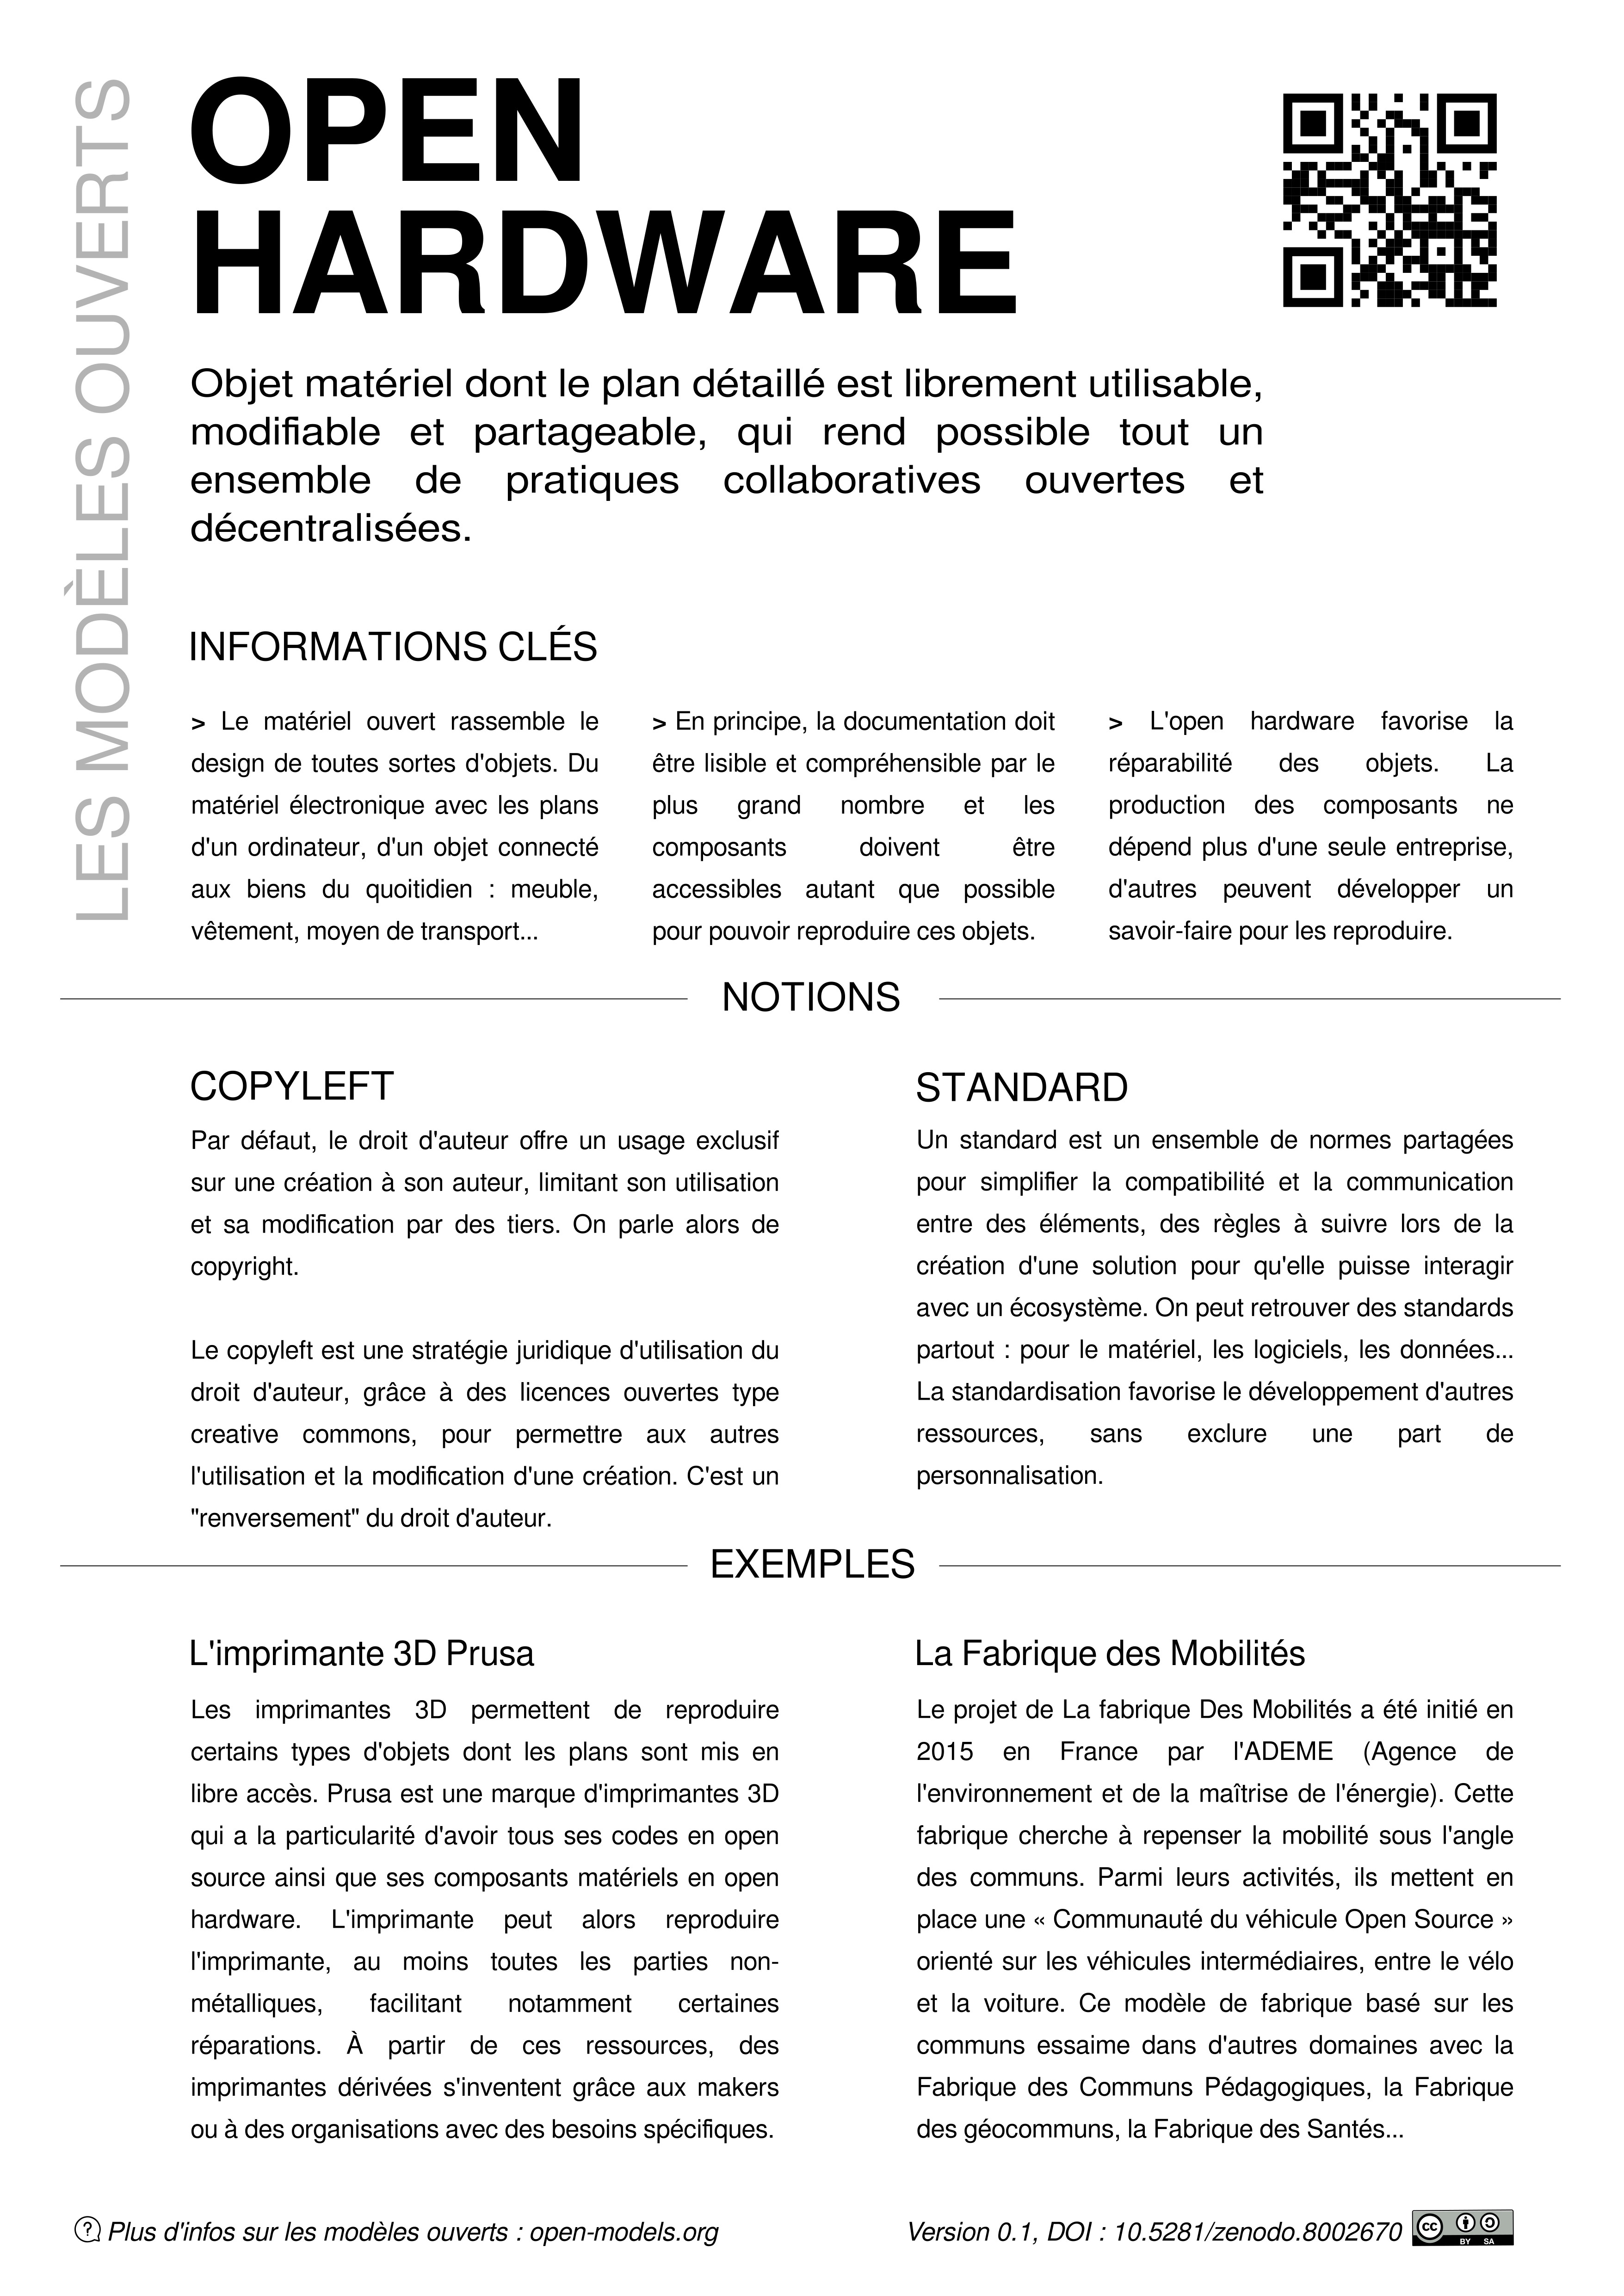 LES MODÈLES OUVERTS
OPEN
HARDWARE
Objet matériel dont le plan détaillé est librement utilisable,
modifiable et partageable, qui rend possible tout un
ensemble de pratiques collaboratives ouvertes et
décentralisées.
INFORMATIONS CLÉS
> Le matériel ouvert rassemble le
design de toutes sortes d'objets. Du
matériel électronique avec les plans
d'un ordinateur, d'un objet connecté
aux biens du quoitidien : meuble,
vêtement, moyen de transport...
> En principe, la documentation doit
être lisible et compréhensible par le
plus grand nombre et les
composants doivent être
accessibles autant que possible
pour pouvoir reproduire ces objets.
> L'open hardware favorise la
réparabilité des objets. La
production des composants ne
dépend plus d'une seule entreprise,
d'autres peuvent développer un
savoir-faire pour les reproduire.
NOTIONS
COPYLEFT
Par défaut, le droit d'auteur offre un usage exclusif
sur une création à son auteur, limitant son utilisation
et sa modification par des tiers. On parle alors de
copyright.
Le copyleft est une stratégie juridique d'utilisation du
droit d'auteur, grâce à des licences ouvertes type
creative commons, pour permettre aux autres
l'utilisation et la modification d'une création. C'est un
"renversement" du droit d'auteur.
STANDARD
Un standard est un ensemble de normes partagées
pour simplifier la compatibilité et la communication
entre des éléments, des règles à suivre lors de la
création d'une solution pour qu'elle puisse interagir
avec un écosystème. On peut retrouver des standards
partout : pour le matériel, les logiciels, les données...
La standardisation favorise le développement d'autres
ressources, sans exclure une part de
personnalisation.
EXEMPLES
L'imprimante 3D Prusa
Les imprimantes 3D permettent de reproduire
certains types d'objets dont les plans sont mis en
libre accès. Prusa est une marque d'imprimantes 3D
qui a la particularité d'avoir tous ses codes en open
source ainsi que ses composants matériels en open
hardware. L'imprimante peut alors reproduire
l'imprimante, au moins toutes les parties non-
métalliques, facilitant notamment certaines
réparations. À partir de ces ressources, des
imprimantes dérivées s'inventent grâce aux makers
ou à des organisations avec des besoins spécifiques.
La Fabrique des Mobilités
Le projet de La fabrique Des Mobilités a été initié en
2015 en France par l'ADEME (Agence de
l'environnement et de la maîtrise de l'énergie). Cette
fabrique cherche à repenser la mobilité sous l'angle
des communs. Parmi leurs activités, ils mettent en
place une « Communauté du véhicule Open Source »
orienté sur les véhicules intermédiaires, entre le vélo
et la voiture. Ce modèle de fabrique basé sur les
communs essaime dans d'autres domaines avec la
Fabrique des Communs Pédagogiques, la Fabrique
des géocommuns, la Fabrique des Santés...
? Plus d'infos sur les modèles ouverts : open-models.org
Version 0.1, DOI : 10.5281/zenodo.8002670
cc BY SA